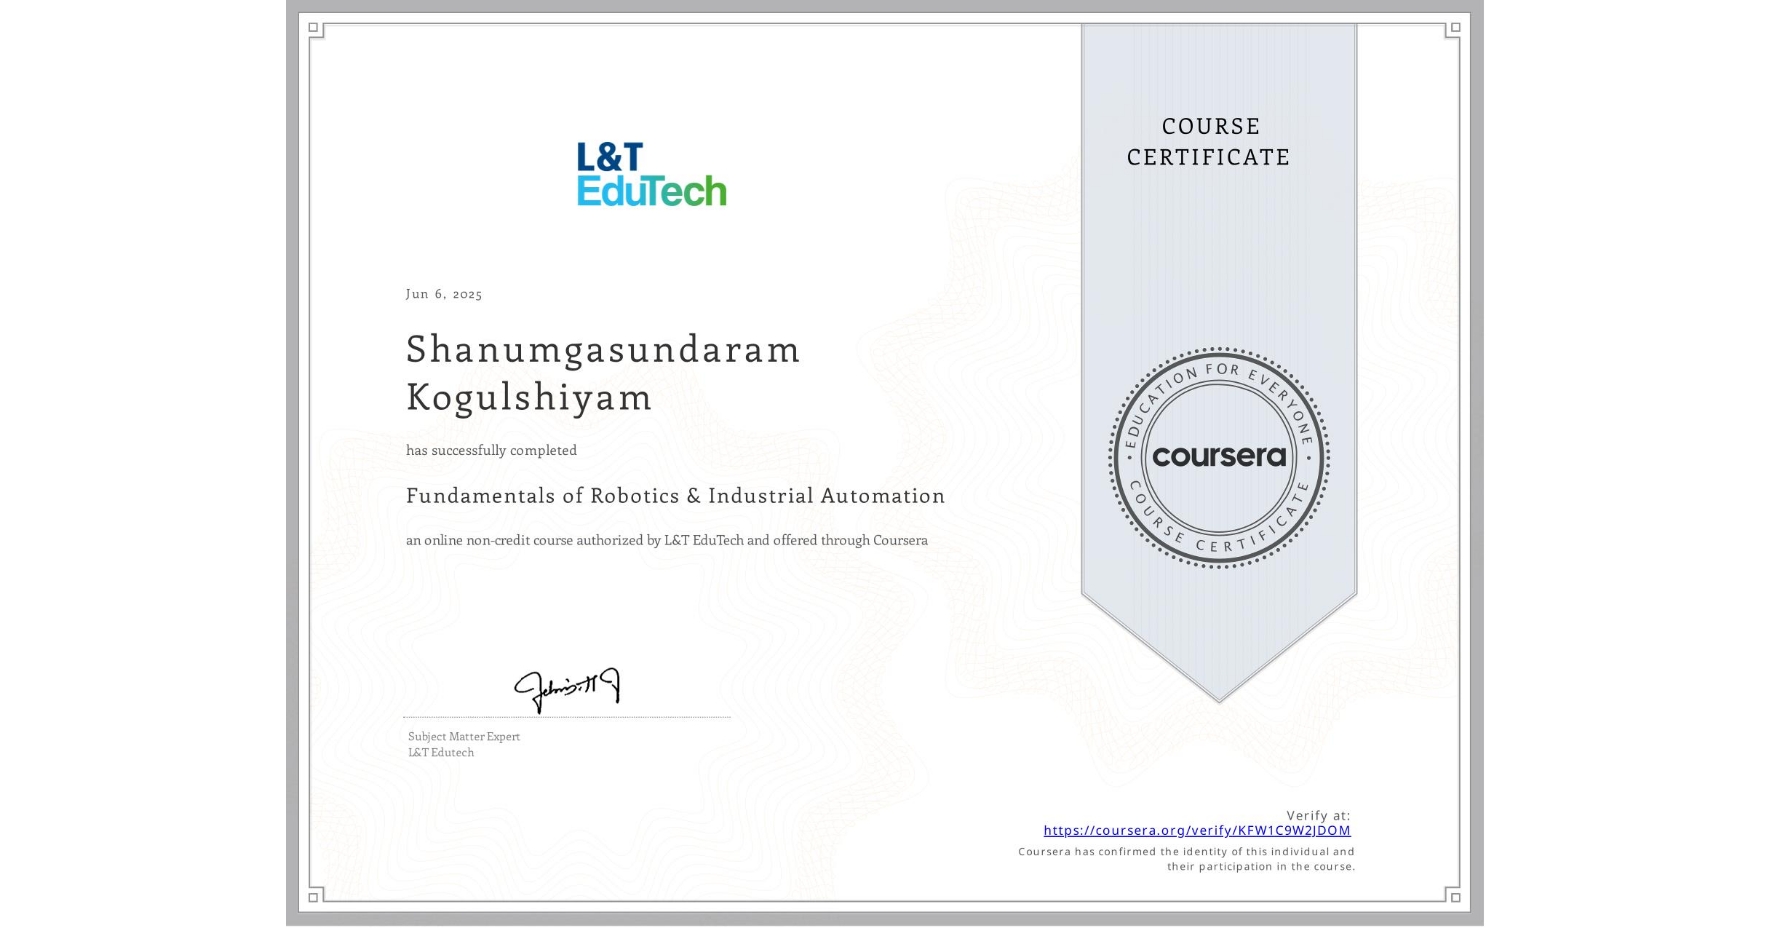 L&T
EduTech
COURSE
CERTIFICATE
Jun 6, 2025
Shanumgasundaram
Kogulshiyam
has successfully completed
Fundamentals of Robotics & Industrial Automation
an online non-credit course authorized by L&T EduTech and offered through Coursera
EDUCATION FOR EVERYONE
coursera
COURSE CERTIFICATE
Subject Matter Expert
L&T Edutech
Verify at:
https://coursera.org/verify/KFW1C9W2JDOM
Coursera has confirmed the identity of this individual and
their participation in the course.